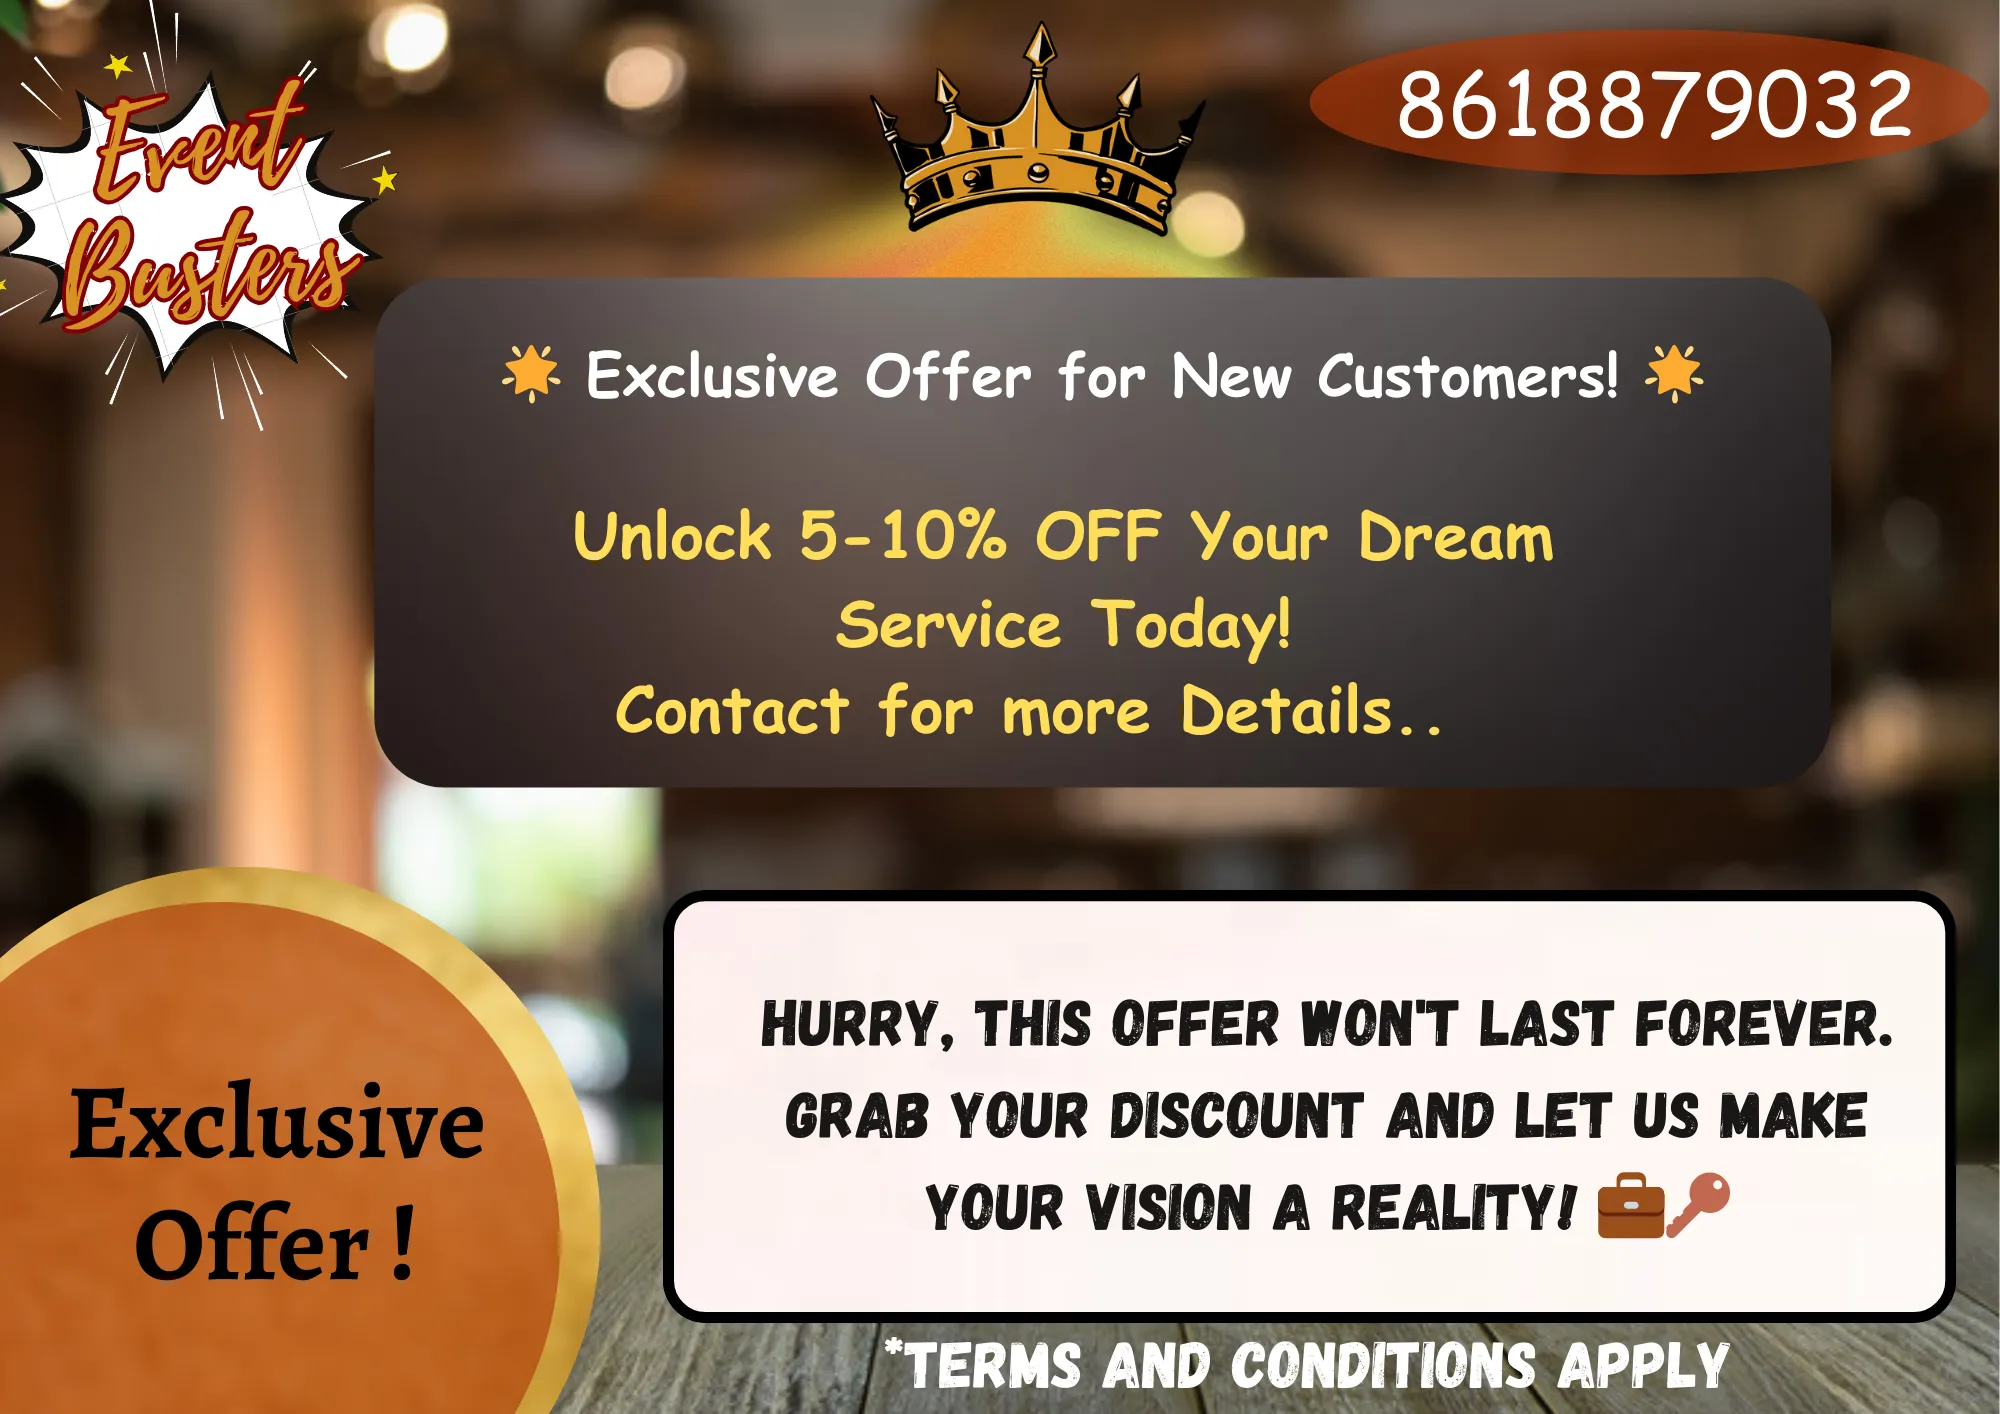 Event
Busters
8618879032
🌟 Exclusive Offer for New Customers! 🌟
Unlock 5-10% OFF Your Dream
Service Today!
Contact for more Details..
Exclusive
Offer !
HURRY, THIS OFFER WON'T LAST FOREVER.
GRAB YOUR DISCOUNT AND LET US MAKE
YOUR VISION A REALITY! 💼🔑
*TERMS AND CONDITIONS APPLY